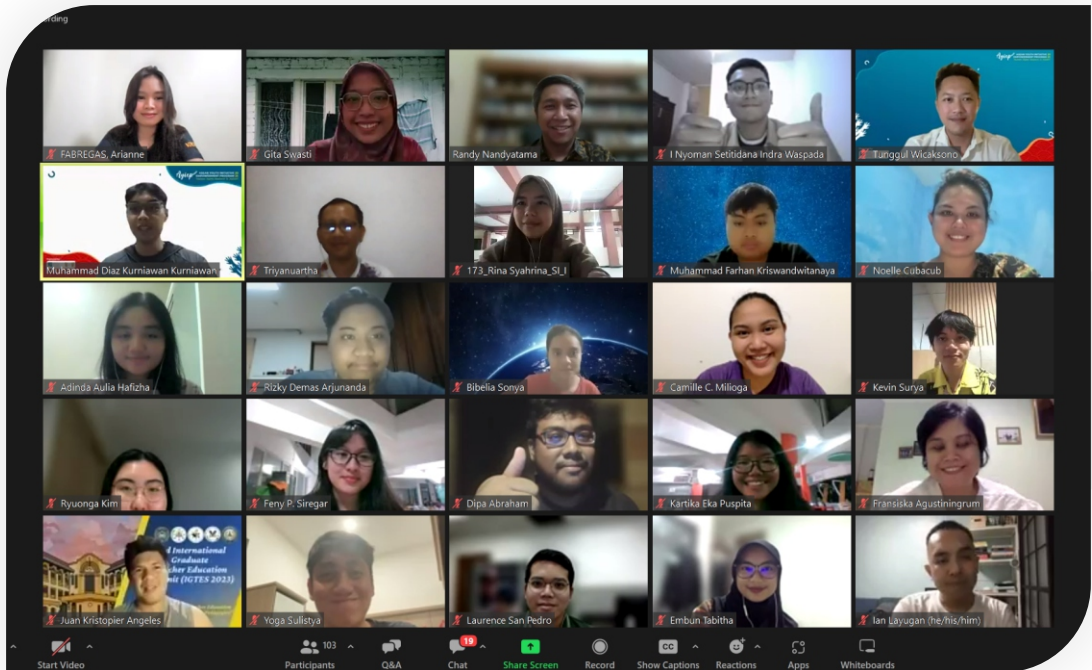 rding
FABREGAS, Arianne
Gita Swasti
Randy Nandyatama
I Nyoman Setitidana Indra Waspada
Tunggul Wicaksono
Muhammad Diaz Kurniawan Kurniawan
Triyanuartha
173_Rina Syahrina_SI_I
Muhammad Farhan Kriswandwitanaya
Noelle Cubacub
Adinda Aulia Hafizha
Rizky Demas Arjunanda
Bibelia Sonya
Camille C. Milioga
Kevin Surya
Ryuonga Kim
Feny P. Siregar
Dipa Abraham
Kartika Eka Puspita
Fransiska Agustiningrum
d International
Graduate
cher Education
mit (IGTES 2023)
Juan Kristopier Angeles
Yoga Sulistya
Laurence San Pedro
Embun Tabitha
Ian Layugan (he/his/him)
Start Video
Participants 103
Q&A
Chat 19
Share Screen
Record
CC
Show Captions
Reactions
Apps
Whiteboards